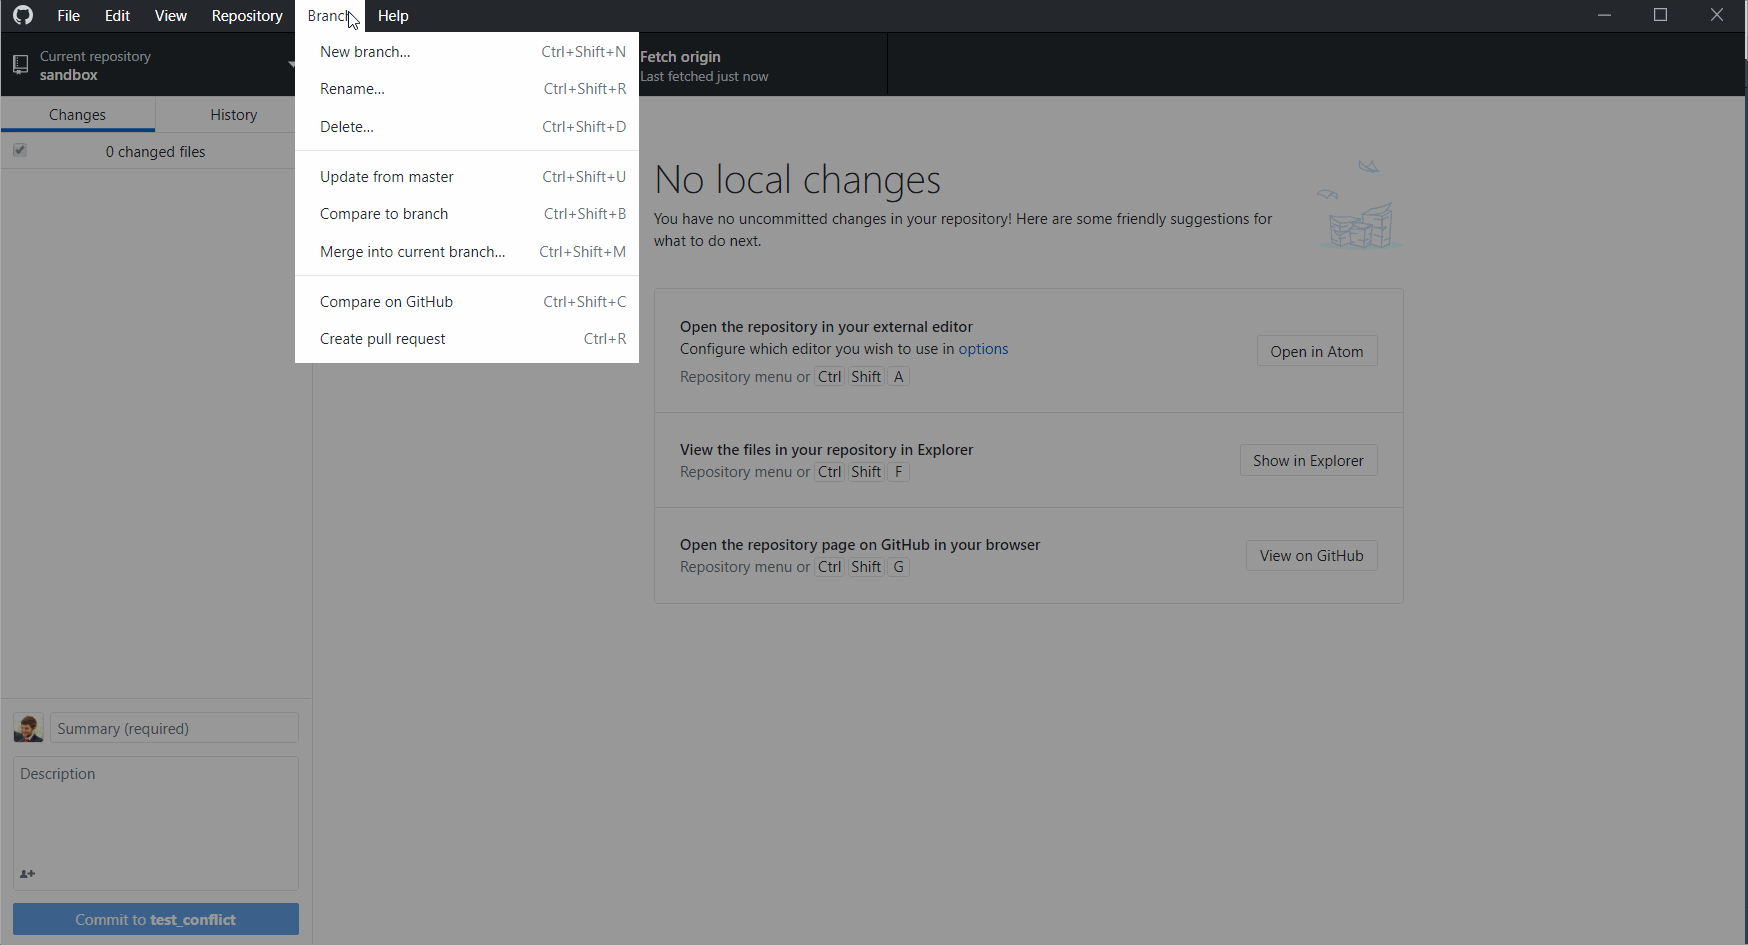 File Edit View Repository Branch Help
Current repository
sandbox
Fetch origin
Last fetched just now
New branch... Ctrl+Shift+N
Rename... Ctrl+Shift+R
Delete... Ctrl+Shift+D
Update from master Ctrl+Shift+U
Compare to branch Ctrl+Shift+B
Merge into current branch... Ctrl+Shift+M
Compare on GitHub Ctrl+Shift+C
Create pull request Ctrl+R
Changes History
0 changed files
No local changes
You have no uncommitted changes in your repository! Here are some friendly suggestions for
what to do next.
Open the repository in your external editor
Configure which editor you wish to use in options
Repository menu or Ctrl Shift A
Open in Atom
View the files in your repository in Explorer
Repository menu or Ctrl Shift F
Show in Explorer
Open the repository page on GitHub in your browser
Repository menu or Ctrl Shift G
View on GitHub
Summary (required)
Description
Commit to test_conflict